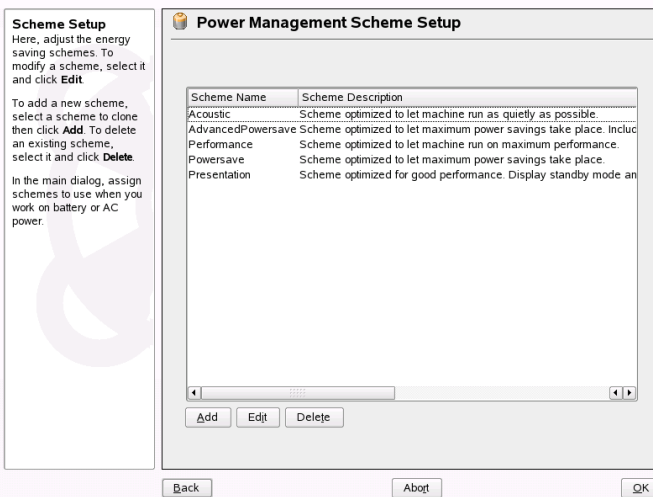 Scheme Setup
Here, adjust the energy
saving schemes. To
modify a scheme, select it
and click Edit.
To add a new scheme,
select a scheme to clone
then click Add. To delete
an existing scheme,
select it and click Delete.
In the main dialog, assign
schemes to use when you
work on battery or AC
power.
Power Management Scheme Setup
Scheme Name Scheme Description
Acoustic Scheme optimized to let machine run as quietly as possible.
AdvancedPowersave Scheme optimized to let maximum power savings take place. Includ
Performance Scheme optimized to let machine run on maximum performance.
Powersave Scheme optimized to let maximum power savings take place.
Presentation Scheme optimized for good performance. Display standby mode an
Add Edit Delete
Back Abort OK